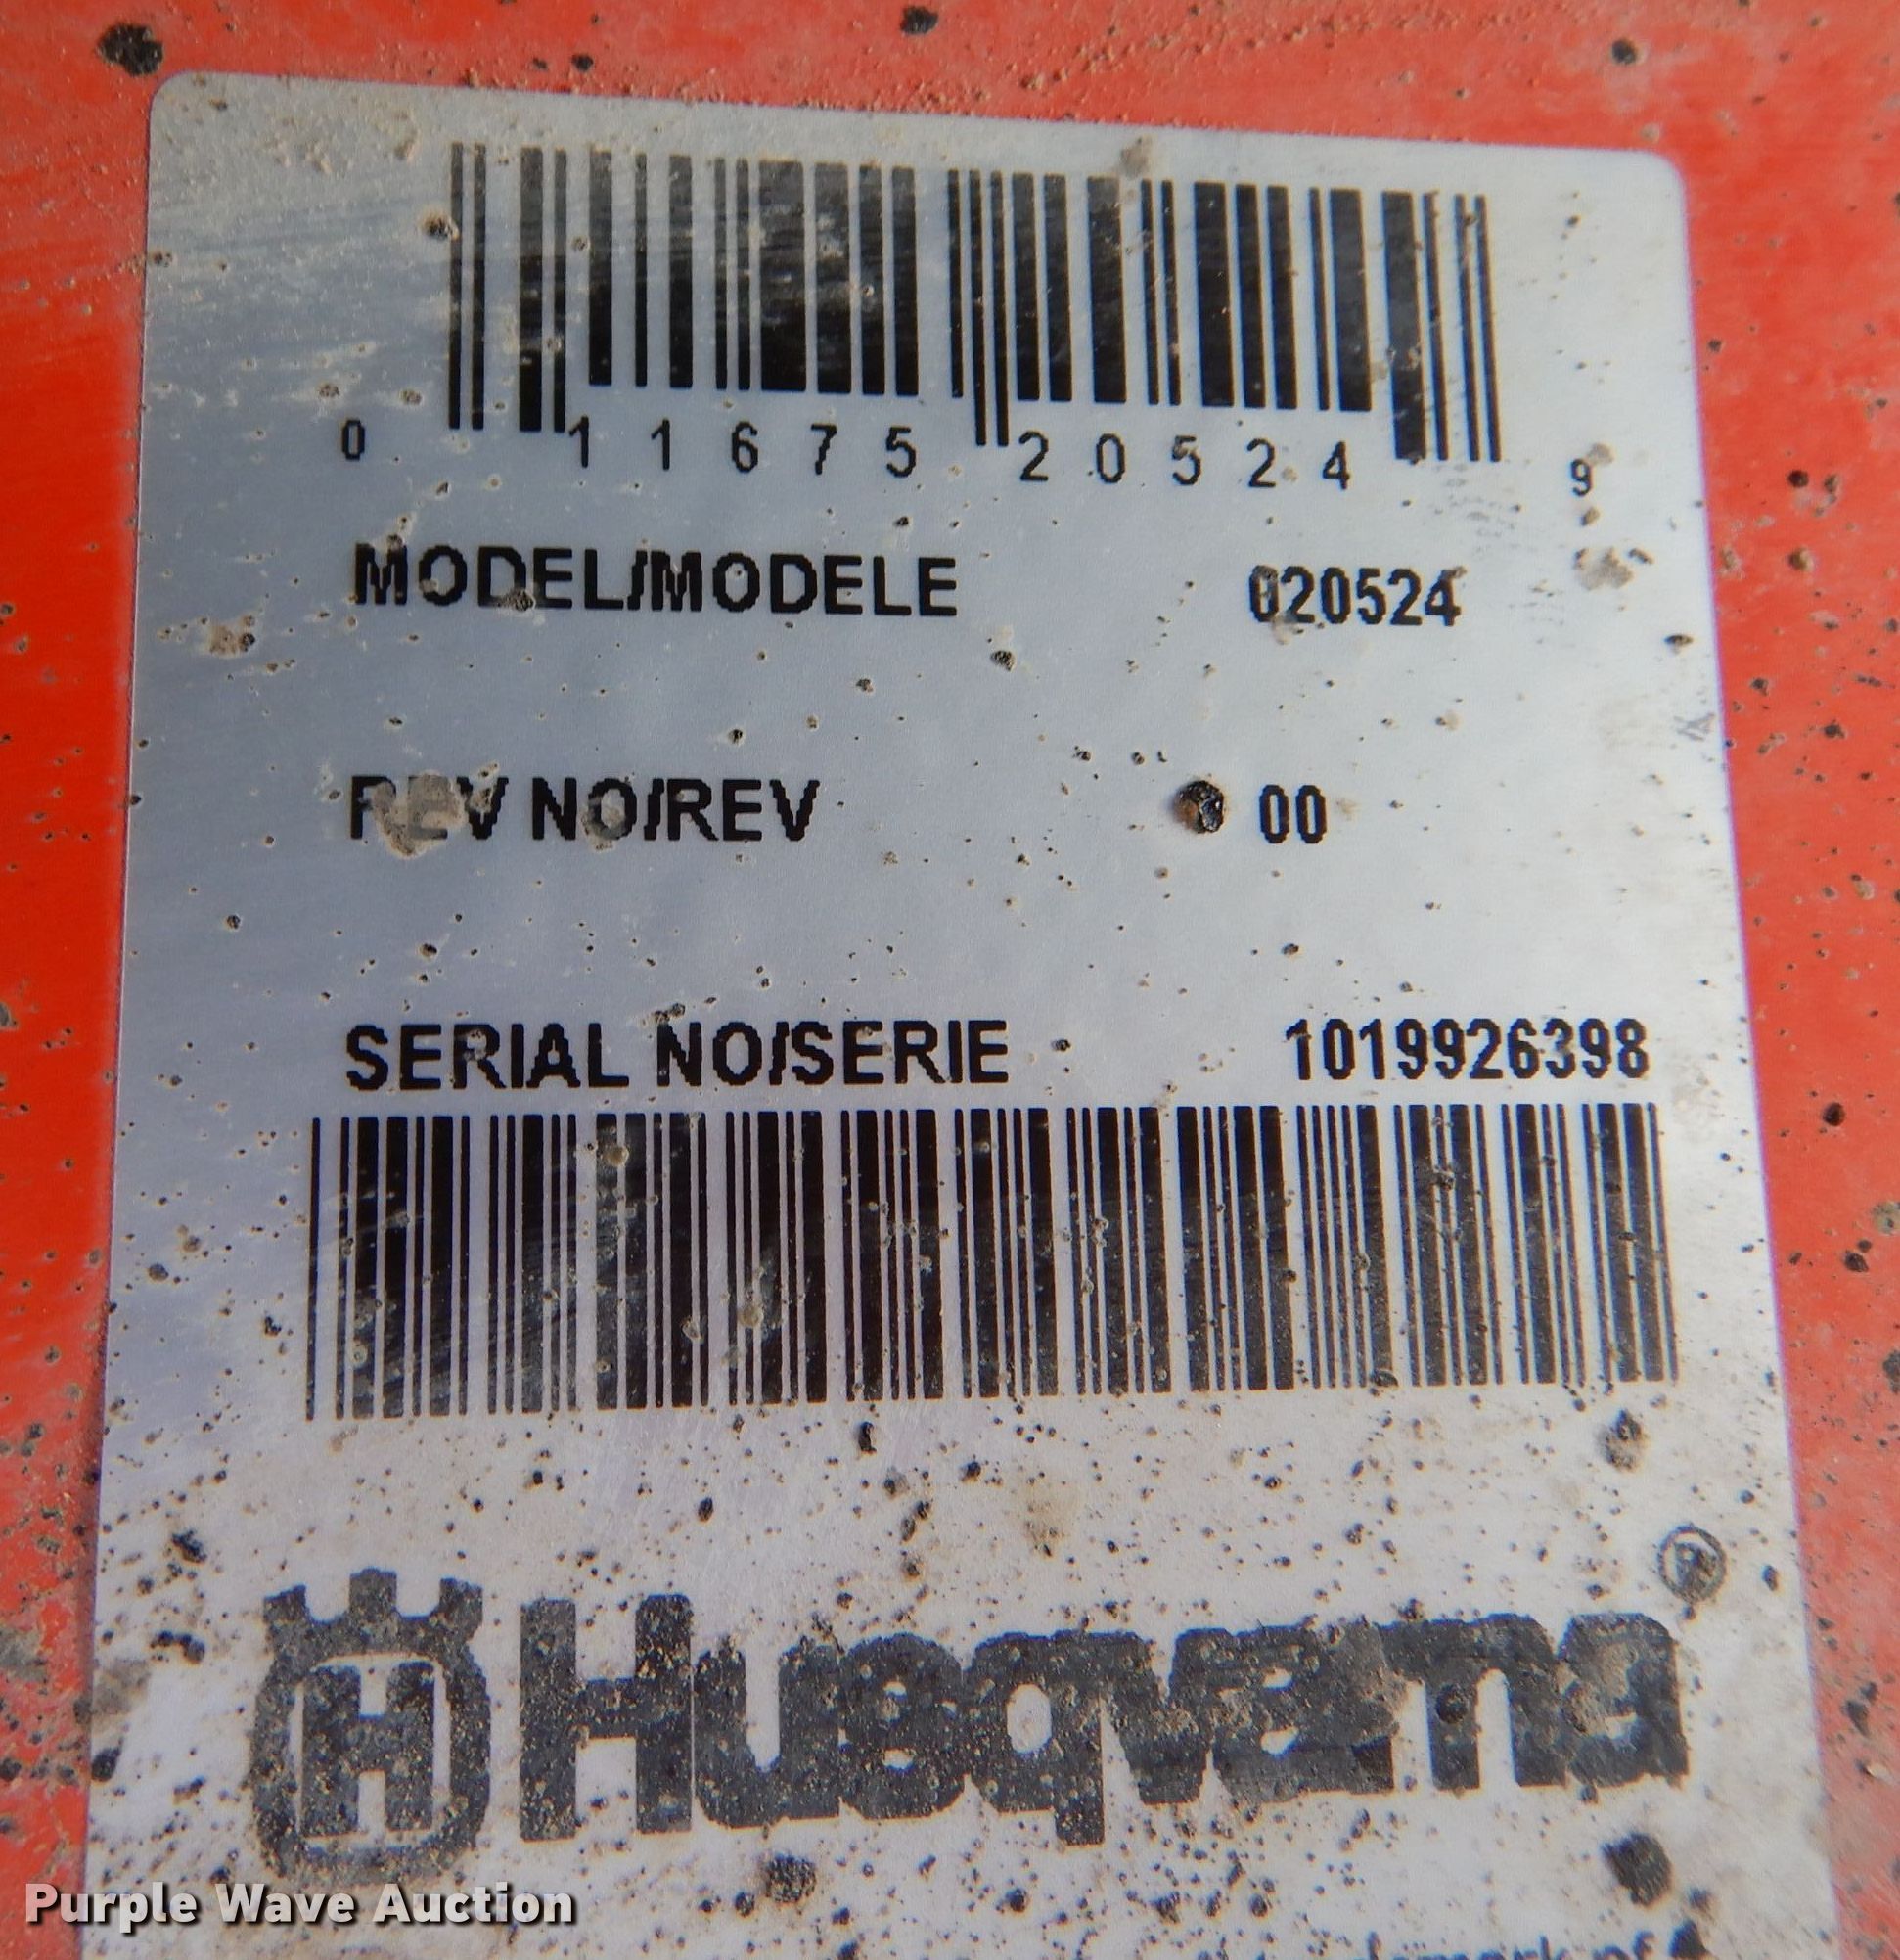 0 11675 20524 9
MODEL/MODELE 020524
REV NO/REV 00
SERIAL NO/SERIE 1019926398
®
H Husqvarna
Purple Wave Auction
of